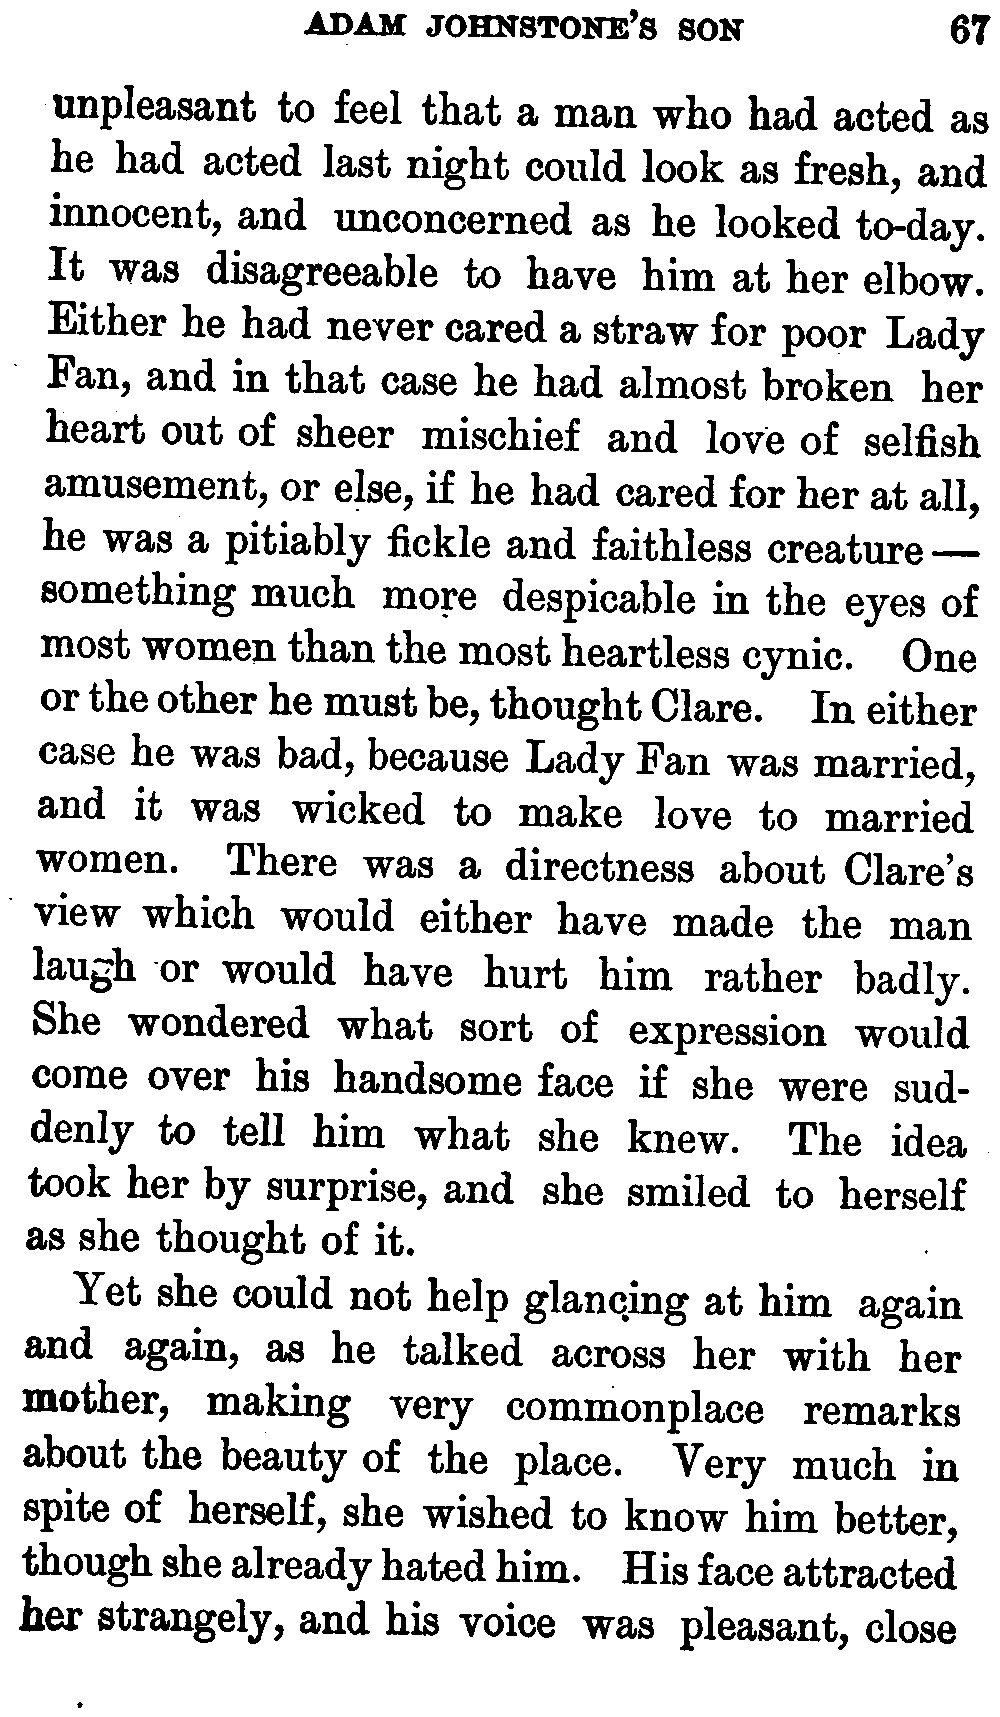 ADAM JOHNSTONE'S SON 67
unpleasant to feel that a man who had acted as
he had acted last night could look as fresh, and
innocent, and unconcerned as he looked to-day.
It was disagreeable to have him at her elbow.
Either he had never cared a straw for poor Lady
Fan, and in that case he had almost broken her
heart out of sheer mischief and love of selfish
amusement, or else, if he had cared for her at all,
he was a pitiably fickle and faithless creature —
something much more despicable in the eyes of
most women than the most heartless cynic. One
or the other he must be, thought Clare. In either
case he was bad, because Lady Fan was married,
and it was wicked to make love to married
women. There was a directness about Clare's
view which would either have made the man
laugh or would have hurt him rather badly.
She wondered what sort of expression would
come over his handsome face if she were sud-
denly to tell him what she knew. The idea
took her by surprise, and she smiled to herself
as she thought of it.
Yet she could not help glancing at him again
and again, as he talked across her with her
mother, making very commonplace remarks
about the beauty of the place. Very much in
spite of herself, she wished to know him better,
though she already hated him. His face attracted
her strangely, and his voice was pleasant, close